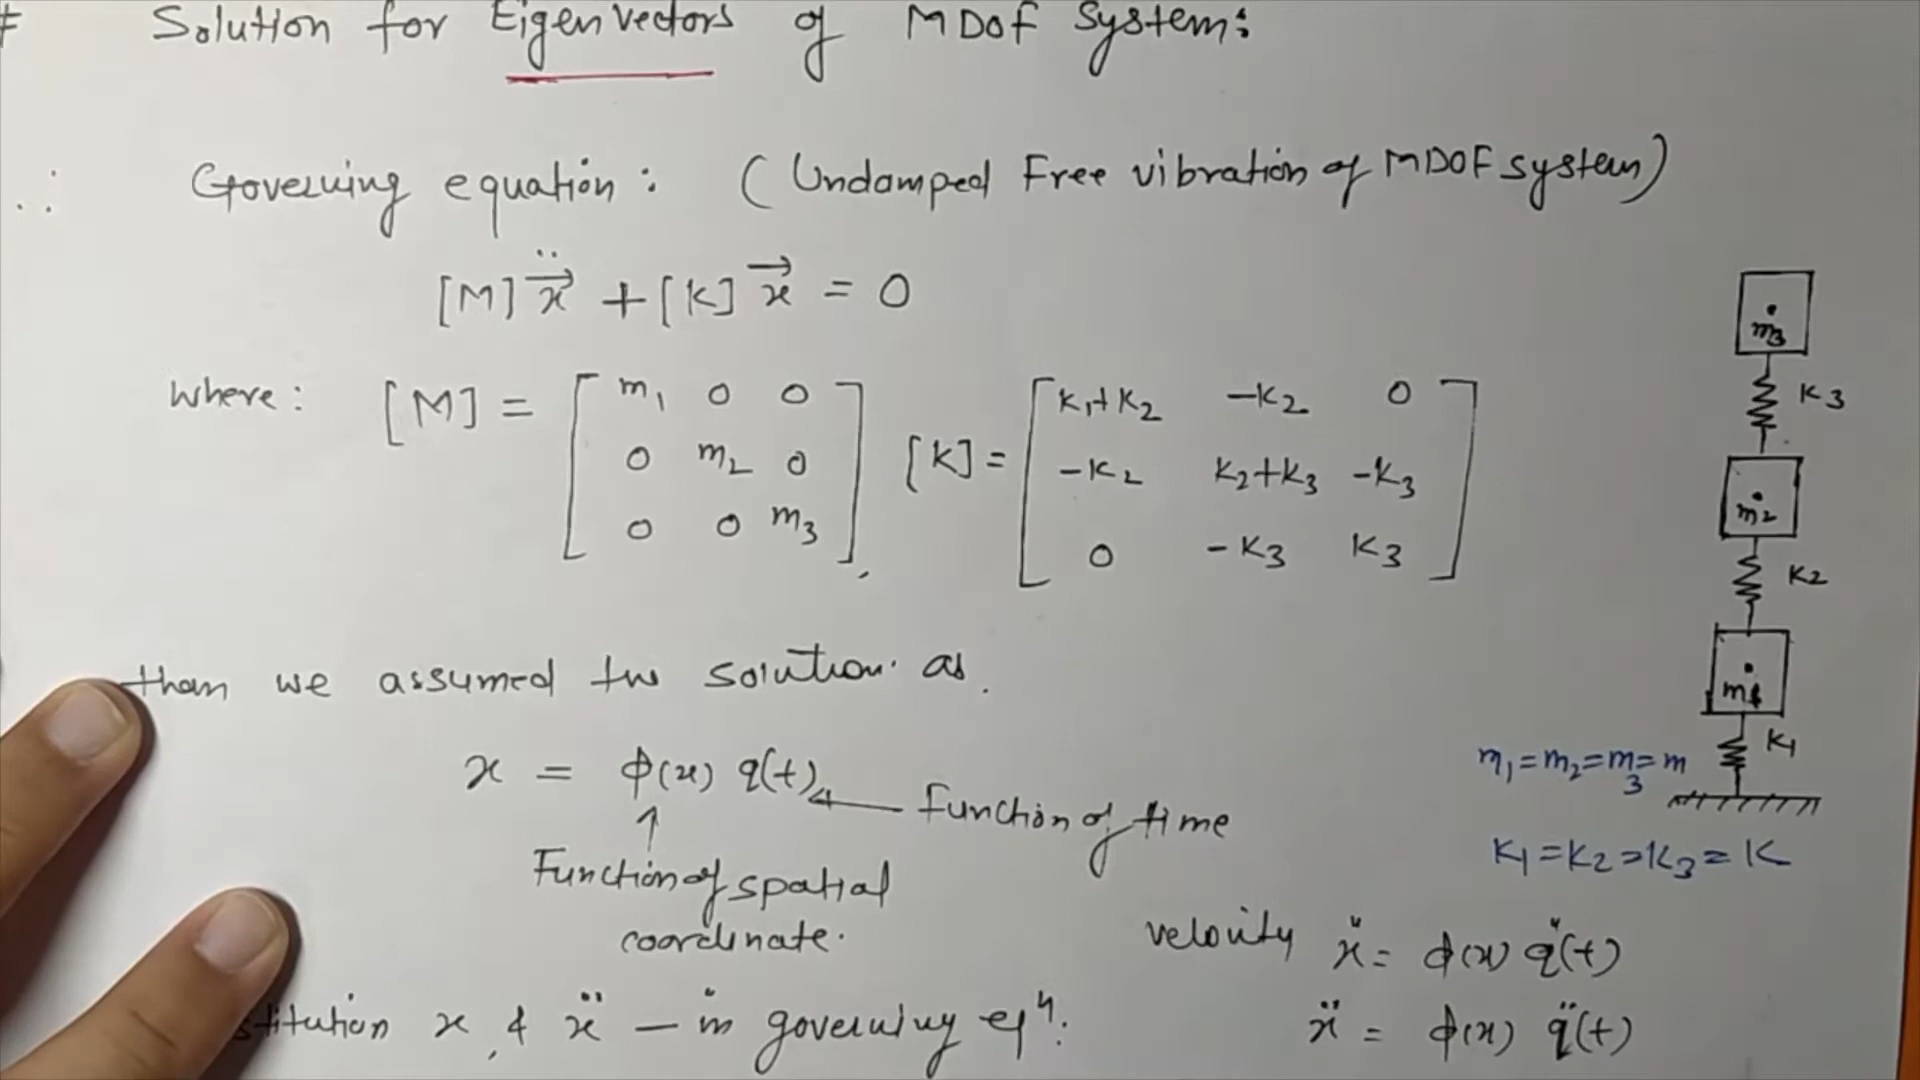 # Solution for Eigen Vectors of MDoF System:
∴ Governing equation: (Undamped Free vibration of MDOF system)
[M] ẍ⃗ + [K] x⃗ = 0
where: [M] = [ m1 0 0 ; 0 m2 0 ; 0 0 m3 ], [K] = [ K1+K2 -K2 0 ; -K2 K2+K3 -K3 ; 0 -K3 K3 ]
m3
K3
m2
K2
m1
K1
m1=m2=m3=m
K1=K2=K3=K
then we assumed the solution as
x = ϕ(x) q(t) ← Function of time
↑
Function of spatial
coordinate.
velocity ẍ = ϕ(x) q̈(t)
ẍ = ϕ(x) q̈(t)
stitution x & ẍ — in governing eqn.